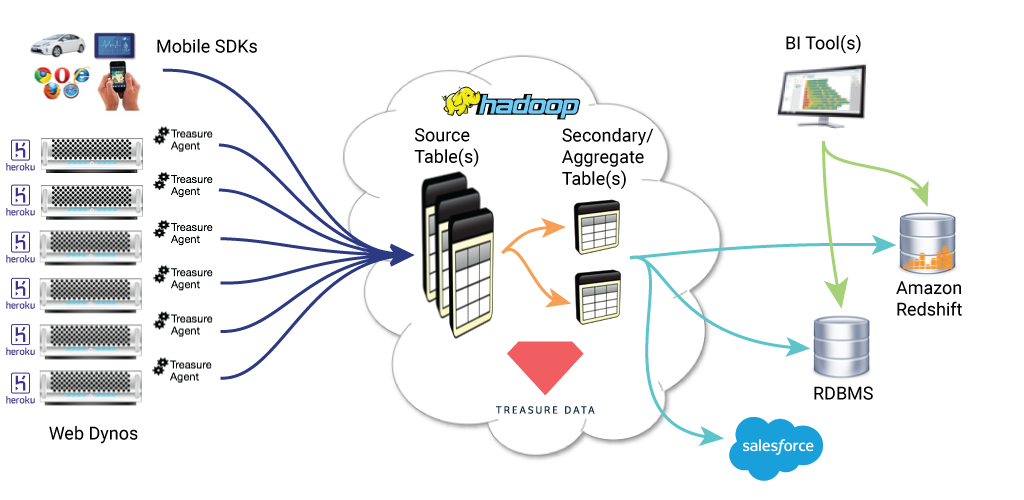 Mobile SDKs
Treasure
Agent
heroku
Treasure
Agent
heroku
Treasure
Agent
heroku
Treasure
Agent
heroku
Treasure
Agent
heroku
Treasure
Agent
heroku
Web Dynos
hadoop
Source
Table(s)
Secondary/
Aggregate
Table(s)
TREASURE DATA
BI Tool(s)
Amazon
Redshift
RDBMS
salesforce